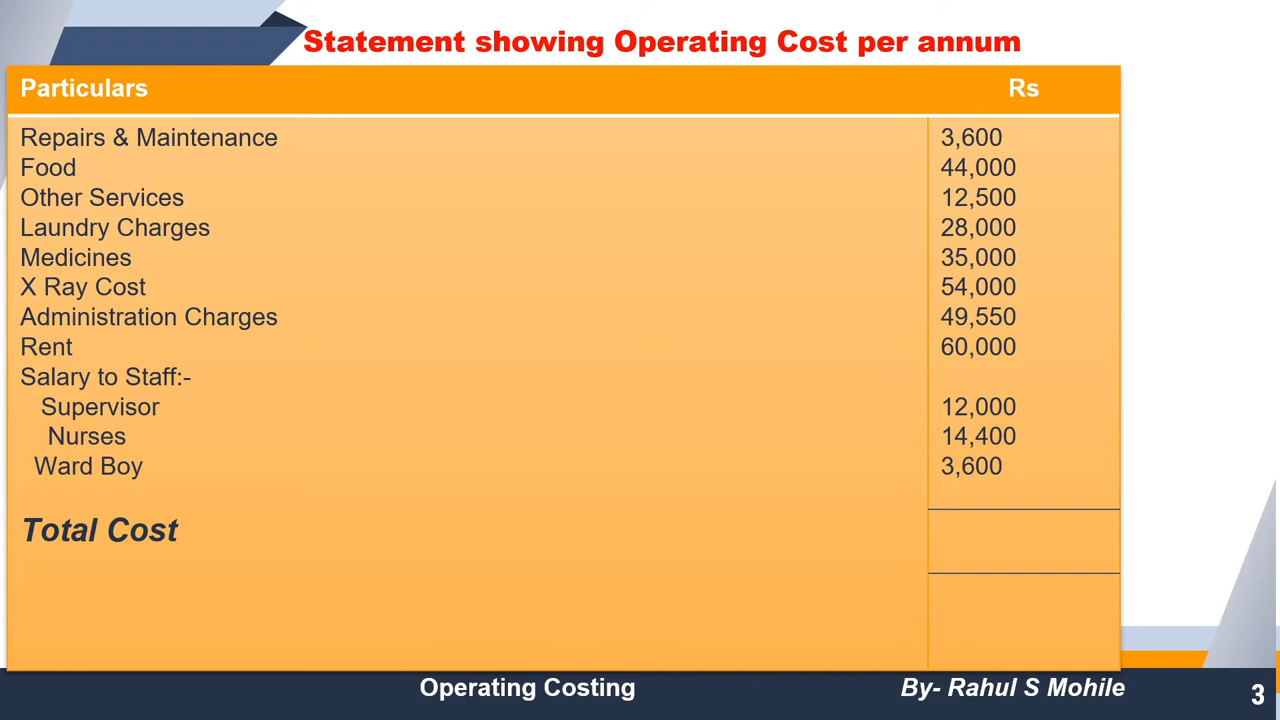 Statement showing Operating Cost per annum
Particulars Rs
Repairs & Maintenance 3,600
Food 44,000
Other Services 12,500
Laundry Charges 28,000
Medicines 35,000
X Ray Cost 54,000
Administration Charges 49,550
Rent 60,000
Salary to Staff:-
Supervisor 12,000
Nurses 14,400
Ward Boy 3,600
Total Cost
Operating Costing By- Rahul S Mohile 3